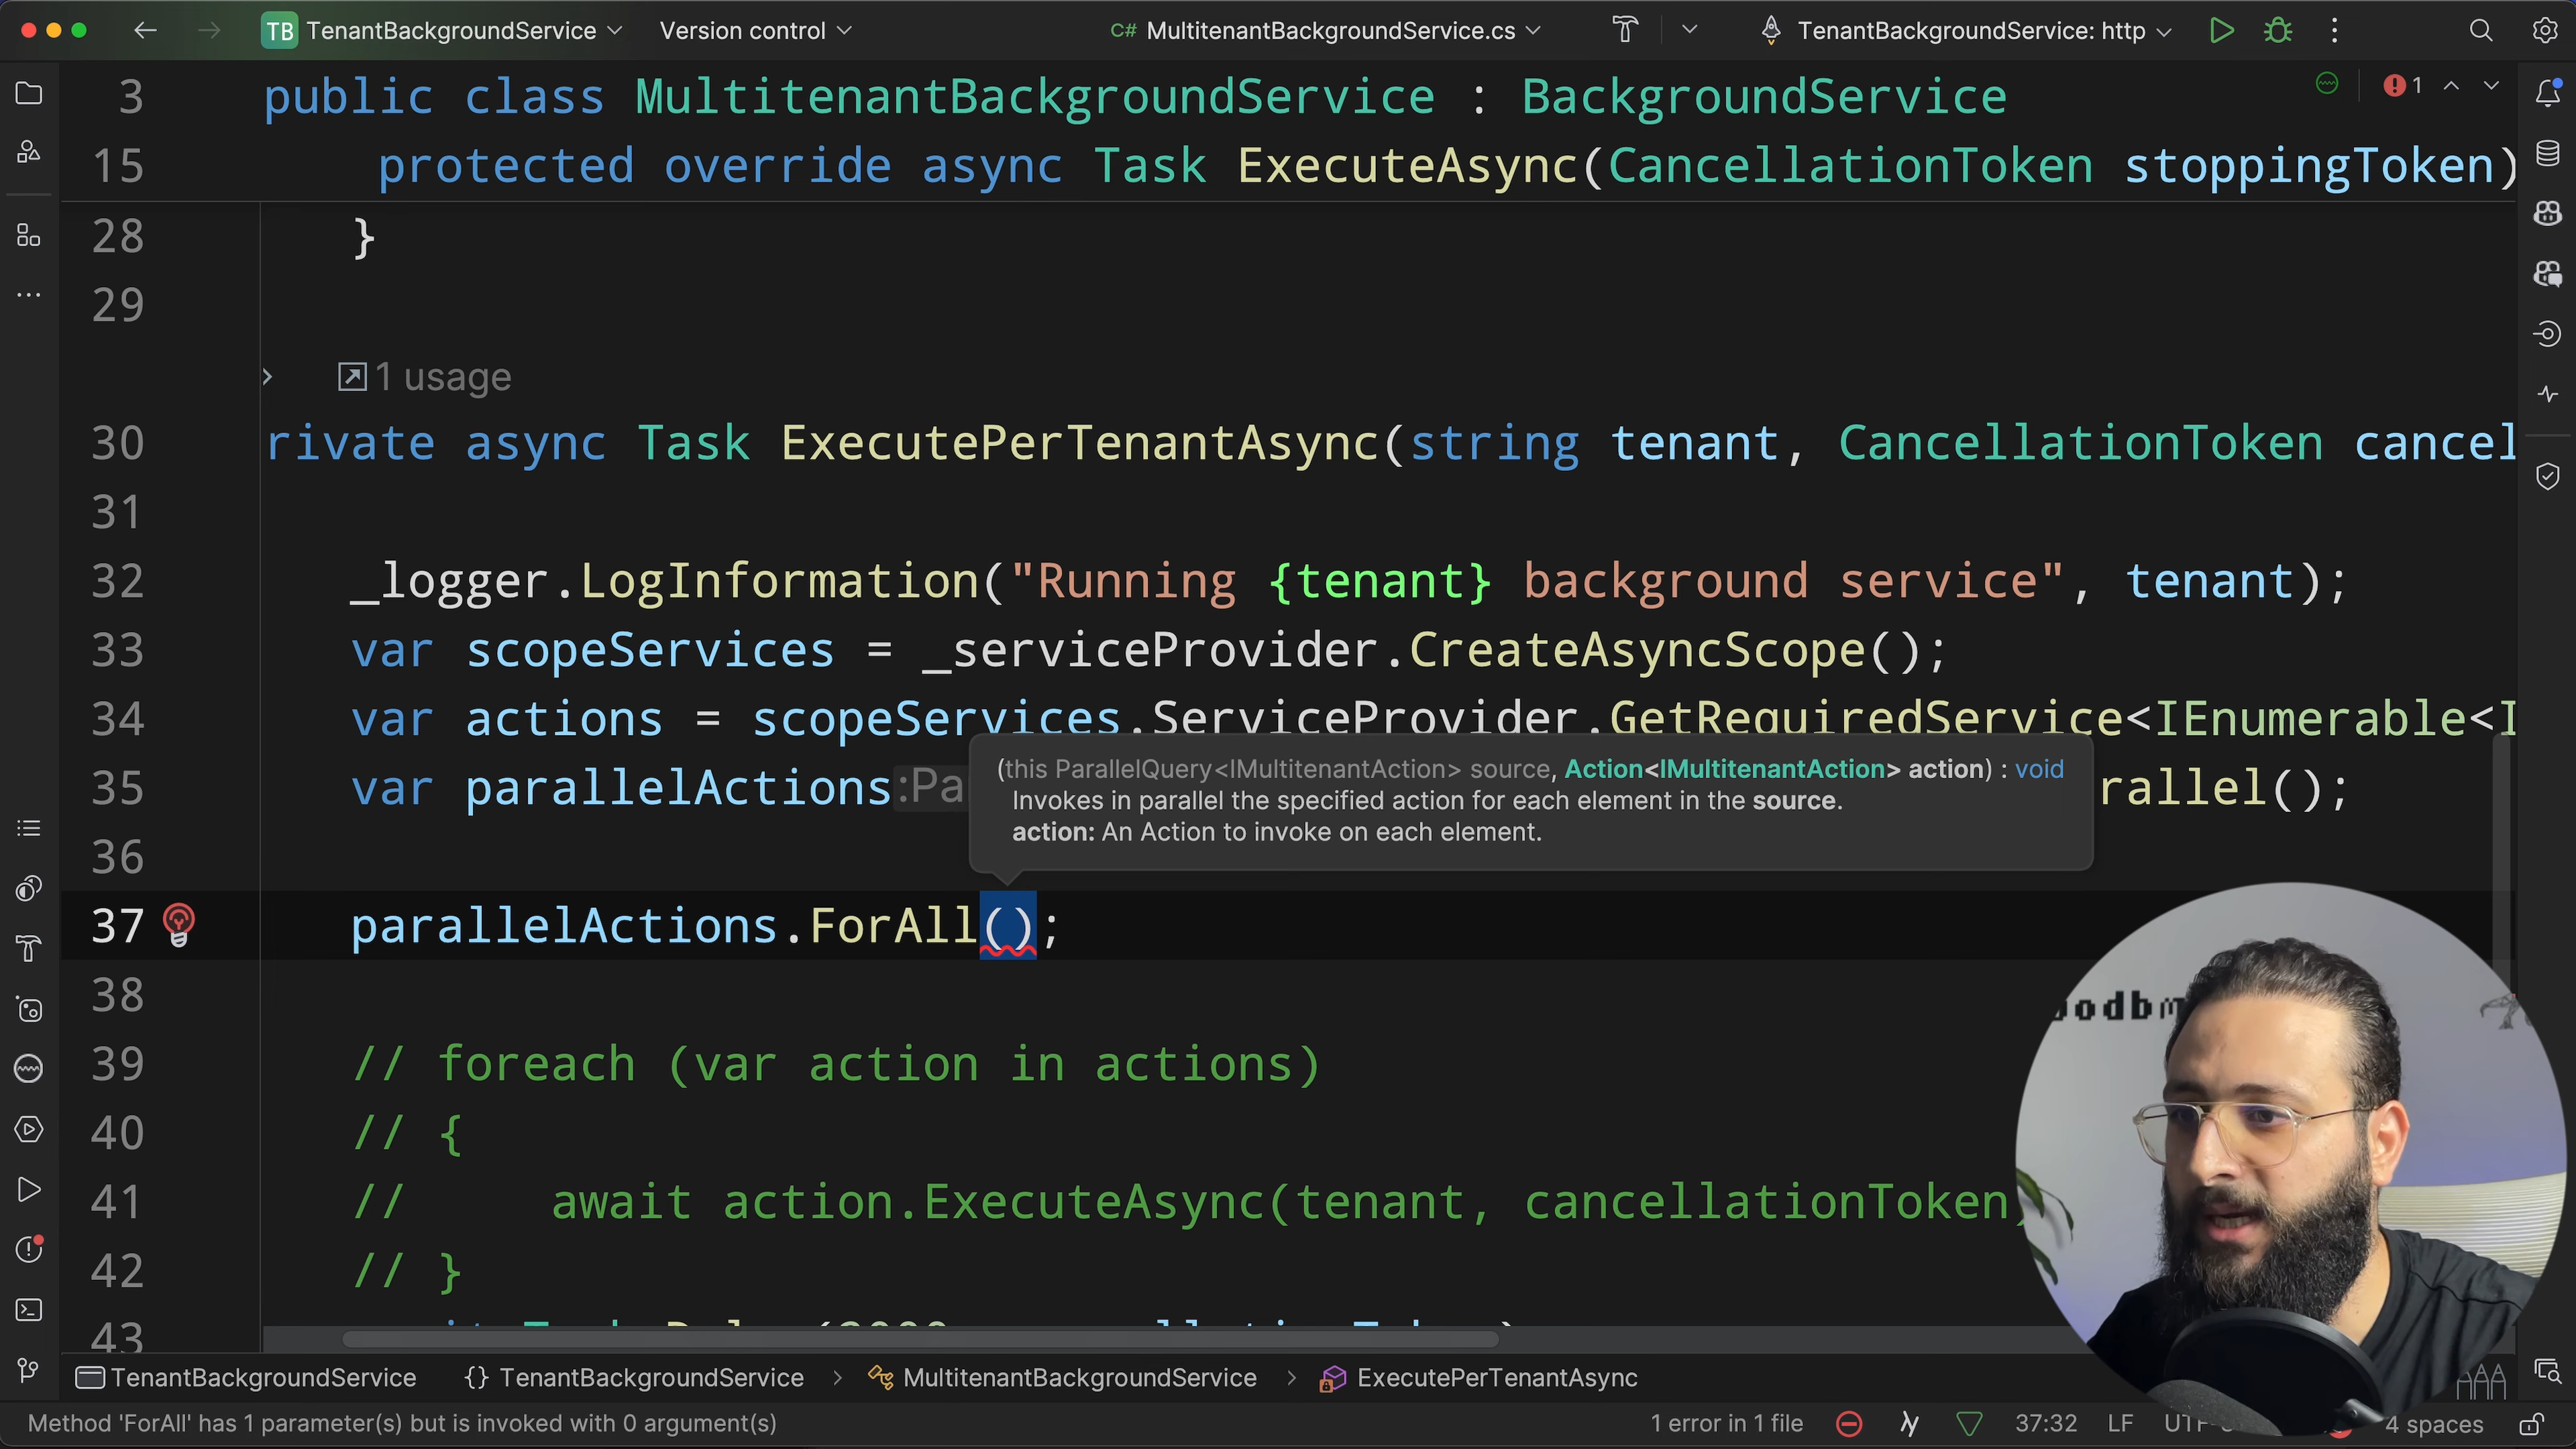 TB TenantBackgroundService Version control C# MultitenantBackgroundService.cs TenantBackgroundService: http
3 public class MultitenantBackgroundService : BackgroundService
1
15 protected override async Task ExecuteAsync(CancellationToken stoppingToken)
28 }
29
1 usage
30 rivate async Task ExecutePerTenantAsync(string tenant, CancellationToken cancel
31
32 _logger.LogInformation("Running {tenant} background service", tenant);
33 var scopeServices = _serviceProvider.CreateAsyncScope();
34 var actions = scopeServices.ServiceProvider.GetRequiredService<IEnumerable<I
(this ParallelQuery<IMultitenantAction> source, Action<IMultitenantAction> action) : void
35 var parallelActions :Pa rallel();
Invokes in parallel the specified action for each element in the source.
action: An Action to invoke on each element.
36
37 parallelActions.ForAll();
38
39 // foreach (var action in actions)
40 // {
41 // await action.ExecuteAsync(tenant, cancellationToken)
42 // }
43
TenantBackgroundService {} TenantBackgroundService > MultitenantBackgroundService > ExecutePerTenantAsync
Method 'ForAll' has 1 parameter(s) but is invoked with 0 argument(s) 1 error in 1 file 37:32 LF 4 spaces